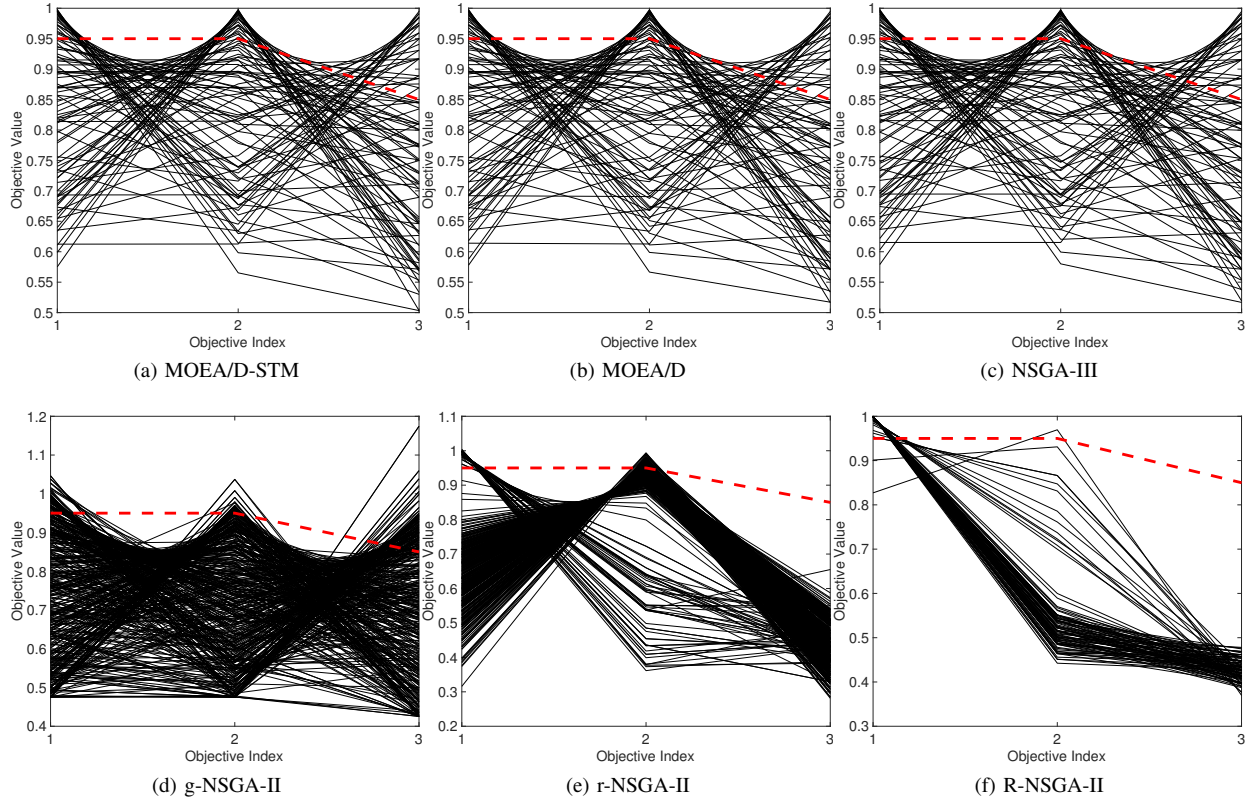 1
0.95
0.9
0.85
0.8
0.75
0.7
0.65
0.6
0.55
0.5
Objective Value
1 2 3
Objective Index
(a) MOEA/D-STM
1
0.95
0.9
0.85
0.8
0.75
0.7
0.65
0.6
0.55
0.5
Objective Value
1 2 3
Objective Index
(b) MOEA/D
1
0.95
0.9
0.85
0.8
0.75
0.7
0.65
0.6
0.55
0.5
Objective Value
1 2 3
Objective Index
(c) NSGA-III
1.2
1.1
1
0.9
0.8
0.7
0.6
0.5
0.4
Objective Value
1 2 3
Objective Index
(d) g-NSGA-II
1.1
1
0.9
0.8
0.7
0.6
0.5
0.4
0.3
0.2
Objective Value
1 2 3
Objective Index
(e) r-NSGA-II
1
0.9
0.8
0.7
0.6
0.5
0.4
0.3
Objective Value
1 2 3
Objective Index
(f) R-NSGA-II